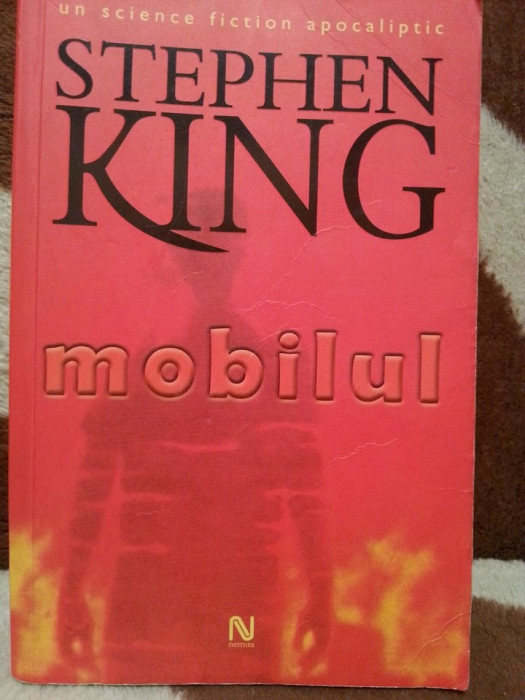 un science fiction apocaliptic
STEPHEN
KING
mobilul
N
nemira